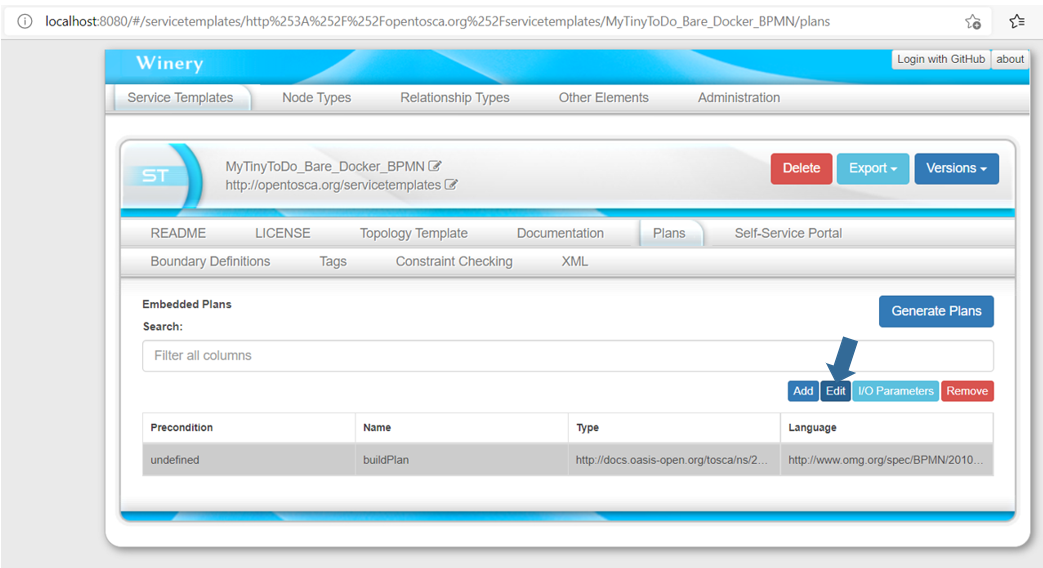 localhost:8080/#/servicetemplates/http%253A%252F%252Fopentosca.org%252Fservicetemplates/MyTinyToDo_Bare_Docker_BPMN/plans
Winery
Login with GitHub about
Service Templates Node Types Relationship Types Other Elements Administration
ST
MyTinyToDo_Bare_Docker_BPMN
http://opentosca.org/servicetemplates
Delete Export Versions
README LICENSE Topology Template Documentation Plans Self-Service Portal
Boundary Definitions Tags Constraint Checking XML
Embedded Plans
Generate Plans
Search:
Filter all columns
Add Edit I/O Parameters Remove
Precondition Name Type Language
undefined buildPlan http://docs.oasis-open.org/tosca/ns/2... http://www.omg.org/spec/BPMN/2010...